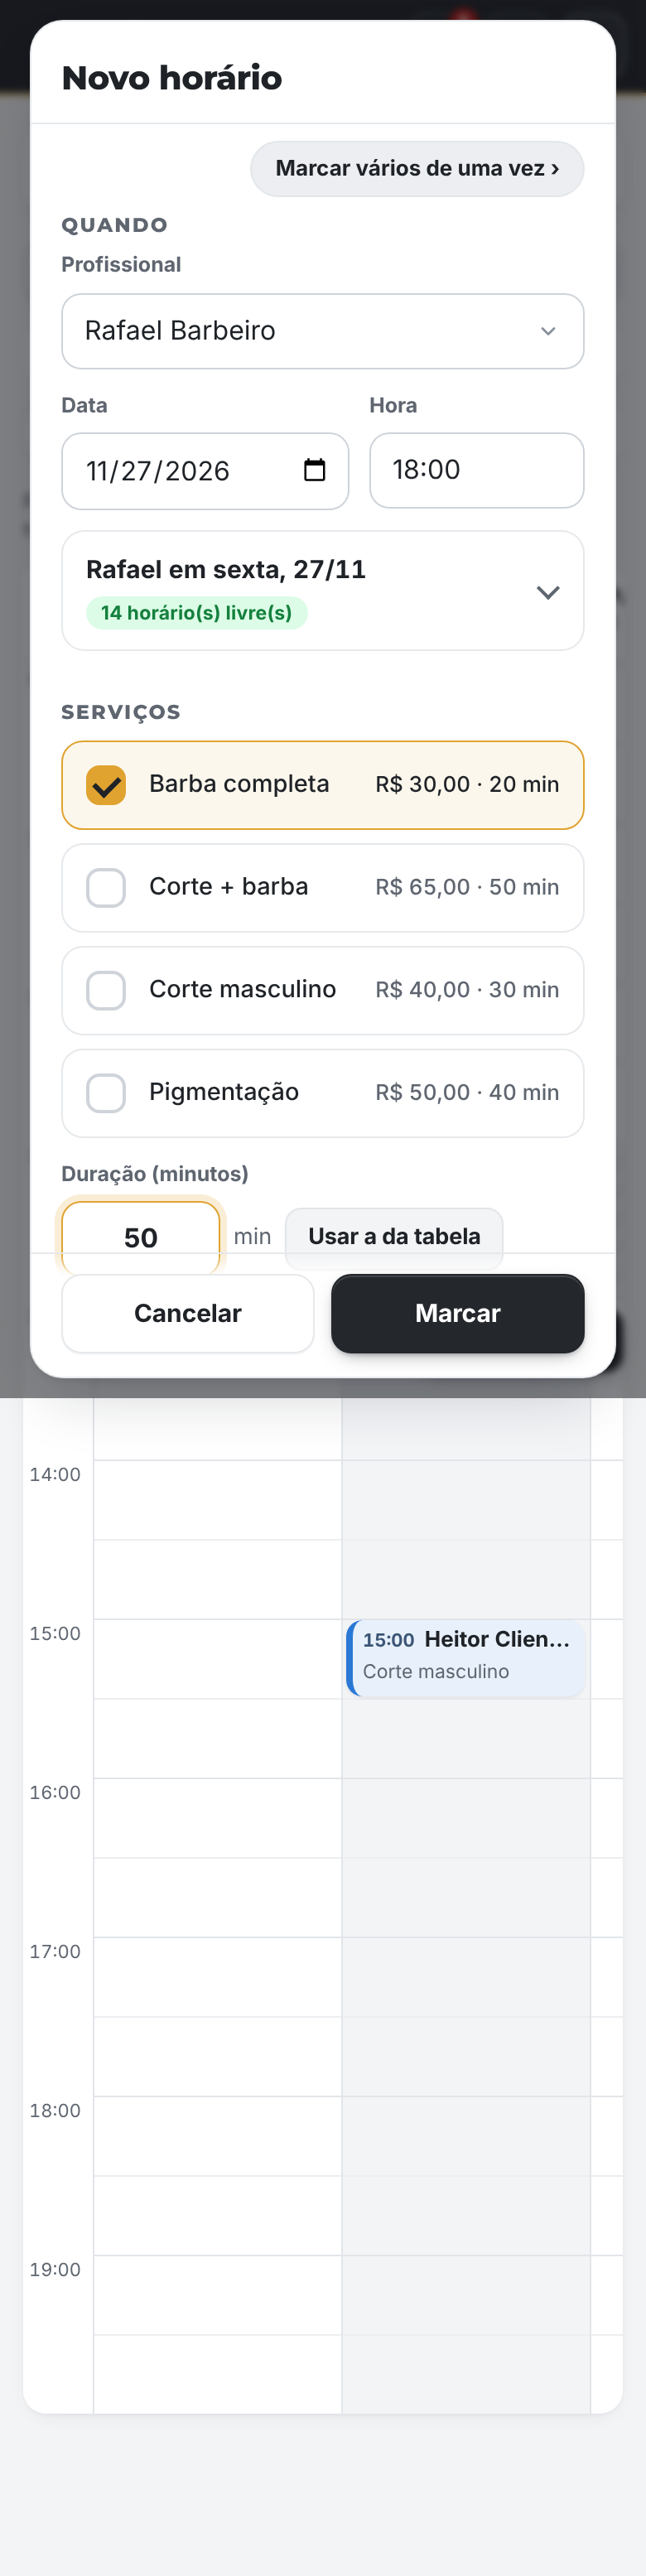 Novo horário
Marcar vários de uma vez ›
QUANDO
Profissional
Rafael Barbeiro
Data Hora
11/27/2026 18:00
Rafael em sexta, 27/11
14 horário(s) livre(s)
SERVIÇOS
Barba completa R$ 30,00 · 20 min
Corte + barba R$ 65,00 · 50 min
Corte masculino R$ 40,00 · 30 min
Pigmentação R$ 50,00 · 40 min
Duração (minutos)
50 min Usar a da tabela
Cancelar Marcar
14:00
15:00 15:00 Heitor Clien...
Corte masculino
16:00
17:00
18:00
19:00